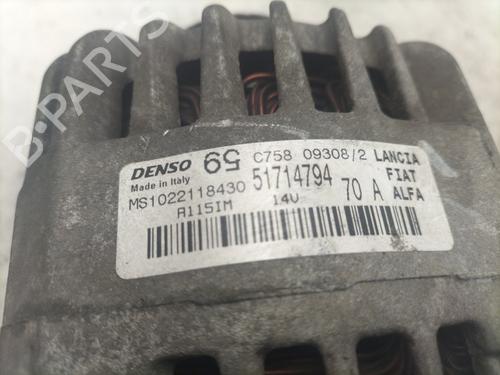 B-PARTS
DENSO 59 C758 09308/2 LANCIA
Made in Italy 51714794 FIAT
MS1022118430 70 A ALFA
A115IM 14V